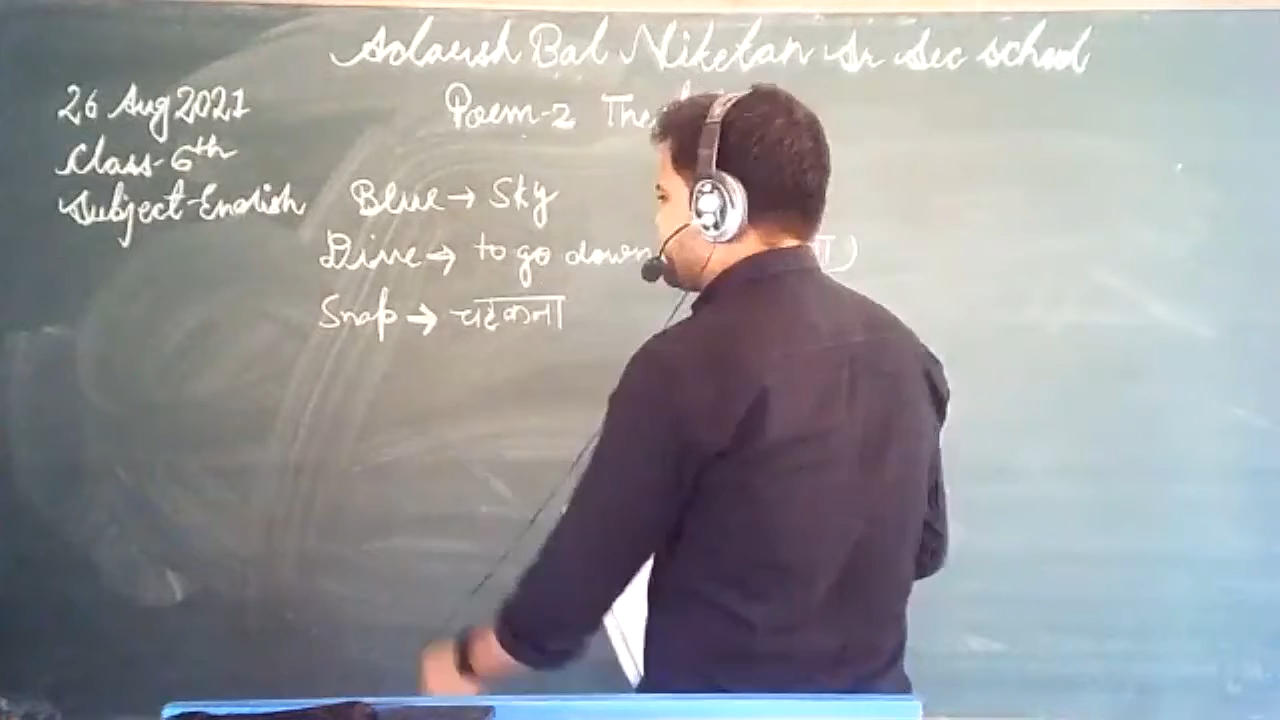 Adarsh Bal Niketan Sr Sec school
26 Aug 2021
Poem-2 The
Class-6th
Subject-English
Blue → Sky
Dive → to go down
Snap → चटकना